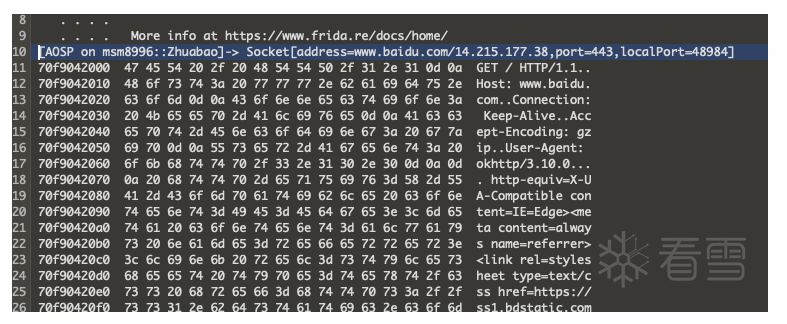 8 . . . .
9 . . . . More info at https://www.frida.re/docs/home/
10 [AOSP on msm8996::Zhuabao]-> Socket[address=www.baidu.com/14.215.177.38,port=443,localPort=48984]
11 70f9042000 47 45 54 20 2f 20 48 54 54 50 2f 31 2e 31 0d 0a GET / HTTP/1.1..
12 70f9042010 48 6f 73 74 3a 20 77 77 77 2e 62 61 69 64 75 2e Host: www.baidu.
13 70f9042020 63 6f 6d 0d 0a 43 6f 6e 6e 65 63 74 69 6f 6e 3a com..Connection:
14 70f9042030 20 4b 65 65 70 2d 41 6c 69 76 65 0d 0a 41 63 63 Keep-Alive..Acc
15 70f9042040 65 70 74 2d 45 6e 63 6f 64 69 6e 67 3a 20 67 7a ept-Encoding: gz
16 70f9042050 69 70 0d 0a 55 73 65 72 2d 41 67 65 6e 74 3a 20 ip..User-Agent:
17 70f9042060 6f 6b 68 74 74 70 2f 33 2e 31 30 2e 30 0d 0a 0d okhttp/3.10.0...
18 70f9042070 0a 20 68 74 74 70 2d 65 71 75 69 76 3d 58 2d 55 . http-equiv=X-U
19 70f9042080 41 2d 43 6f 6d 70 61 74 69 62 6c 65 20 63 6f 6e A-Compatible con
20 70f9042090 74 65 6e 74 3d 49 45 3d 45 64 67 65 3e 3c 6d 65 tent=IE=Edge><me
21 70f90420a0 74 61 20 63 6f 6e 74 65 6e 74 3d 61 6c 77 61 79 ta content=alway
22 70f90420b0 73 20 6e 61 6d 65 3d 72 65 66 65 72 72 65 72 3e s name=referrer>
23 70f90420c0 3c 6c 69 6e 6b 20 72 65 6c 3d 73 74 79 6c 65 73 <link rel=styles
24 70f90420d0 68 65 65 74 20 74 79 70 65 3d 74 65 78 74 2f 63 heet type=text/c
25 70f90420e0 73 73 20 68 72 65 66 3d 68 74 74 70 73 3a 2f 2f ss href=https://
26 70f90420f0 73 73 31 2e 62 64 73 74 61 74 69 63 2e 63 6f 6d ss1.bdstatic.com
看雪